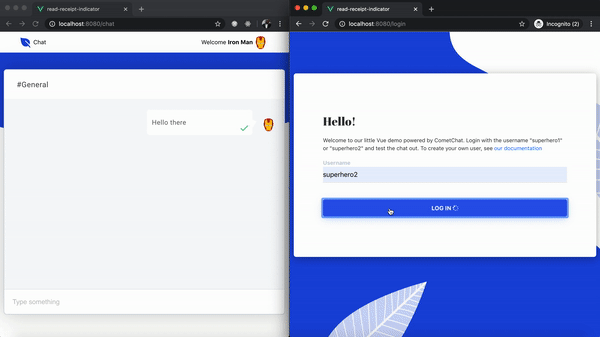 read-receipt-indicator
localhost:8080/chat
Chat
Welcome Iron Man
#General
Hello there
Type something
read-receipt-indicator
localhost:8080/login
Incognito (2)
Hello!
Welcome to our little Vue demo powered by CometChat. Login with the username "superhero1"
or "superhero2" and test the chat out. To create your own user, see our documentation
Username
superhero2
LOG IN